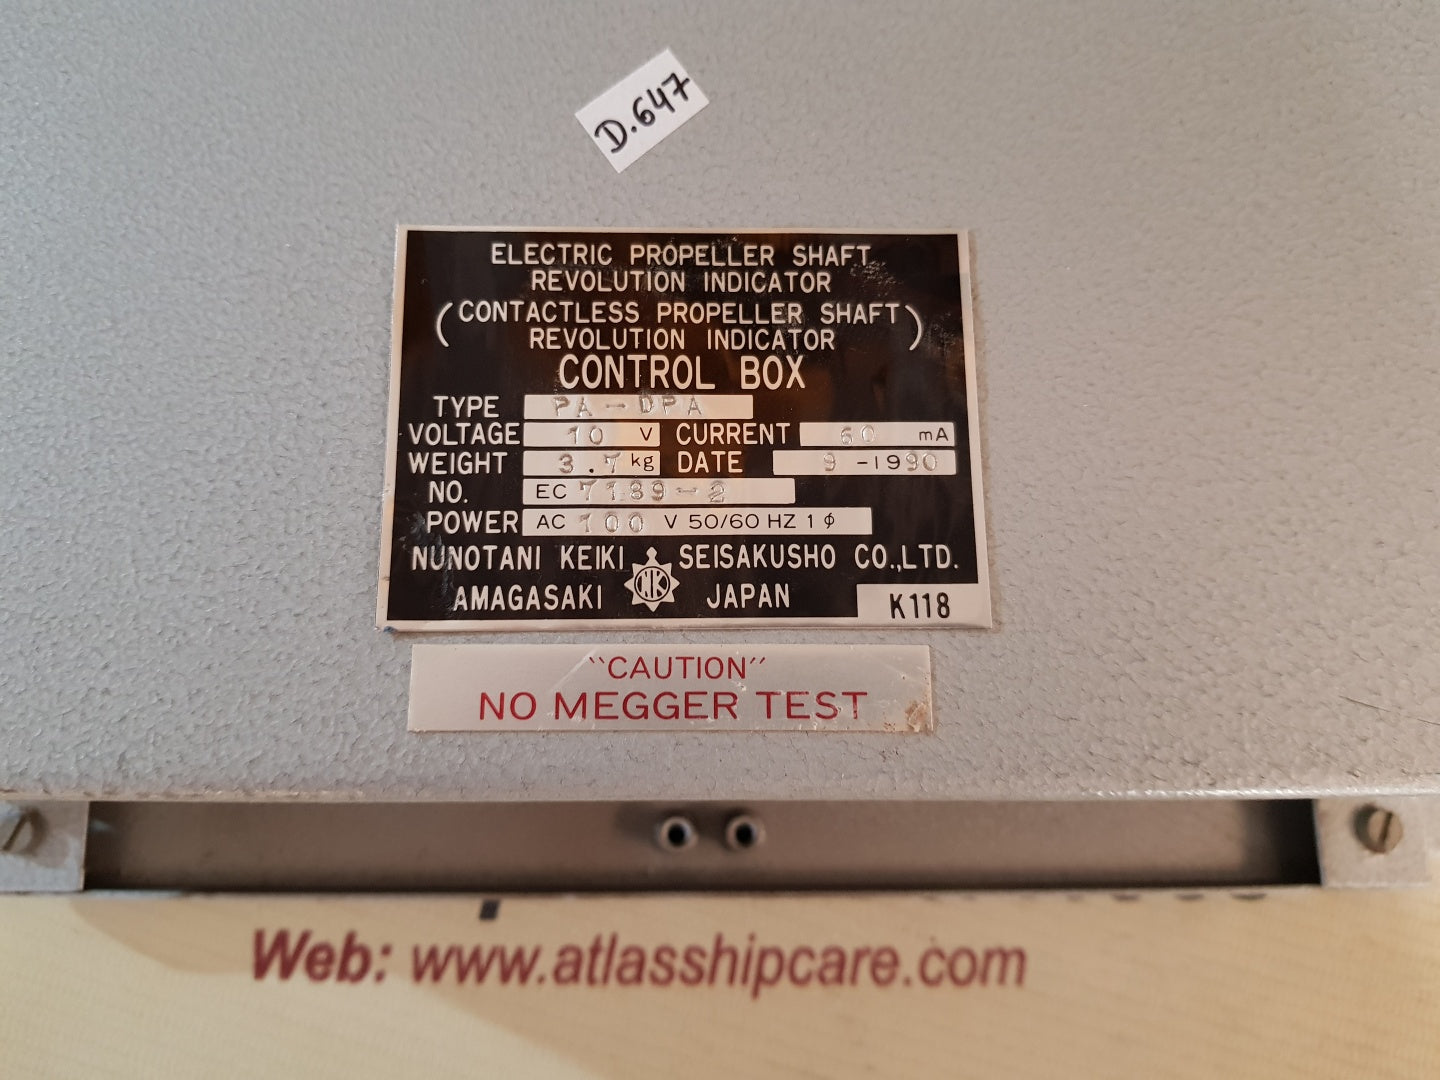 D.647
ELECTRIC PROPELLER SHAFT
REVOLUTION INDICATOR
(CONTACTLESS PROPELLER SHAFT
REVOLUTION INDICATOR)
CONTROL BOX
TYPE PA-DPA
VOLTAGE 10 V CURRENT 60 mA
WEIGHT 3.7 kg DATE 9 -1990
NO. EC 7189-2
POWER AC 100 V 50/60 HZ 1 φ
NUNOTANI KEIKI SEISAKUSHO CO.,LTD.
AMAGASAKI NK JAPAN
K118
"CAUTION"
NO MEGGER TEST
Web: www.atlasshipcare.com